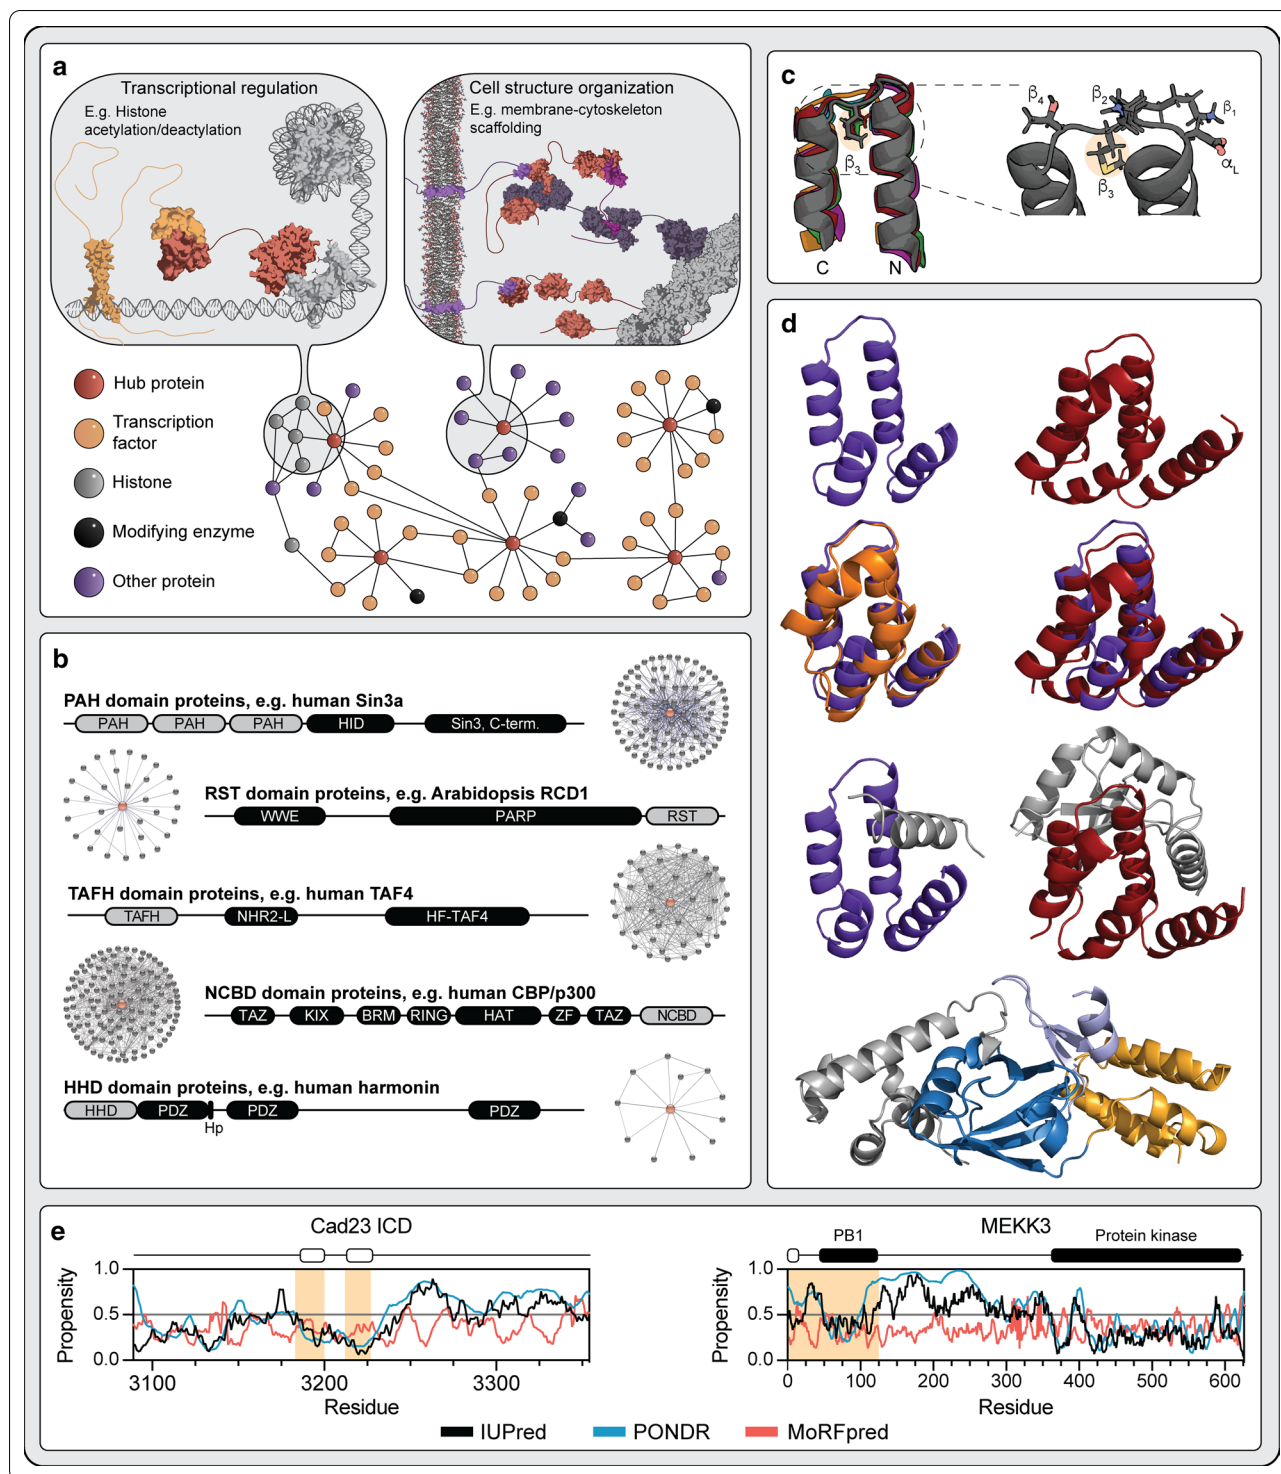 a
Transcriptional regulation
E.g. Histone
acetylation/deactylation
Cell structure organization
E.g. membrane-cytoskeleton
scaffolding
Hub protein
Transcription
factor
Histone
Modifying enzyme
Other protein
b
PAH domain proteins, e.g. human Sin3a
PAH PAH PAH HID Sin3, C-term.
RST domain proteins, e.g. Arabidopsis RCD1
WWE PARP RST
TAFH domain proteins, e.g. human TAF4
TAFH NHR2-L HF-TAF4
NCBD domain proteins, e.g. human CBP/p300
TAZ KIX BRM RING HAT ZF TAZ NCBD
HHD domain proteins, e.g. human harmonin
HHD PDZ PDZ PDZ
Hp
c
β3
C N
β4 β2 β1
β3 αL
d
e
Cad23 ICD
Propensity
1.0
0.5
0.0
3100 3200 3300
Residue
MEKK3
PB1 Protein kinase
Propensity
1.0
0.5
0.0
0 100 200 300 400 500 600
Residue
IUPred PONDR MoRFpred